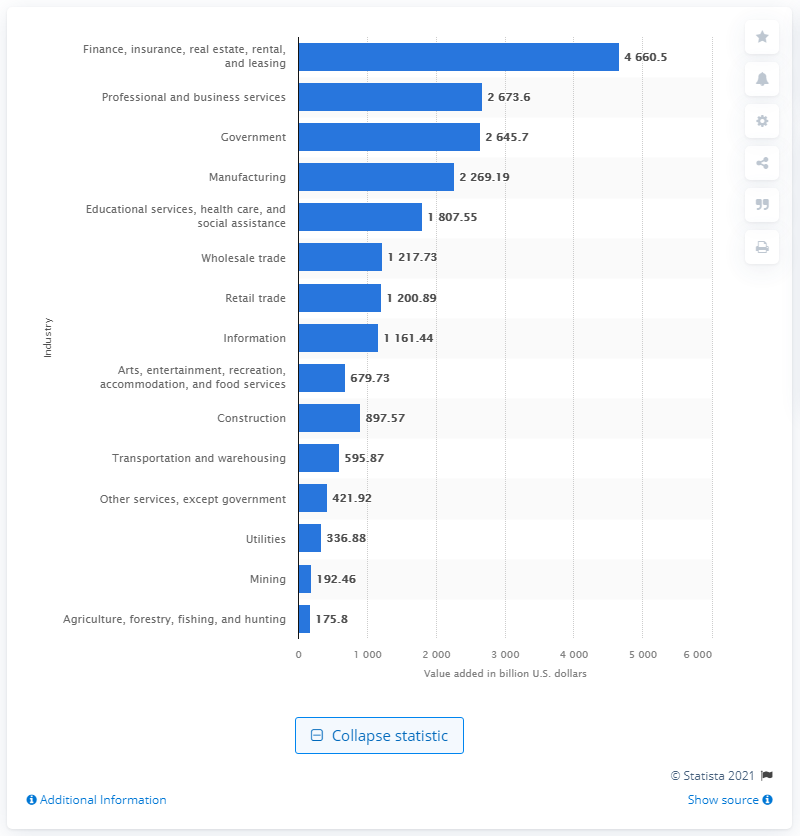 Finance, insurance, real estate, rental,
and leasing
4 660.5
Professional and business services
2 673.6
Government
2 645.7
Manufacturing
2 269.19
Educational services, health care, and
social assistance
1 807.55
Wholesale trade
1 217.73
Retail trade
1 200.89
Information
1 161.44
Arts, entertainment, recreation,
accommodation, and food services
679.73
Construction
897.57
Transportation and warehousing
595.87
Other services, except government
421.92
Utilities
336.88
Mining
192.46
Agriculture, forestry, fishing, and hunting
175.8
Industry
0 1 000 2 000 3 000 4 000 5 000 6 000
Value added in billion U.S. dollars
Collapse statistic
© Statista 2021
Additional Information
Show source